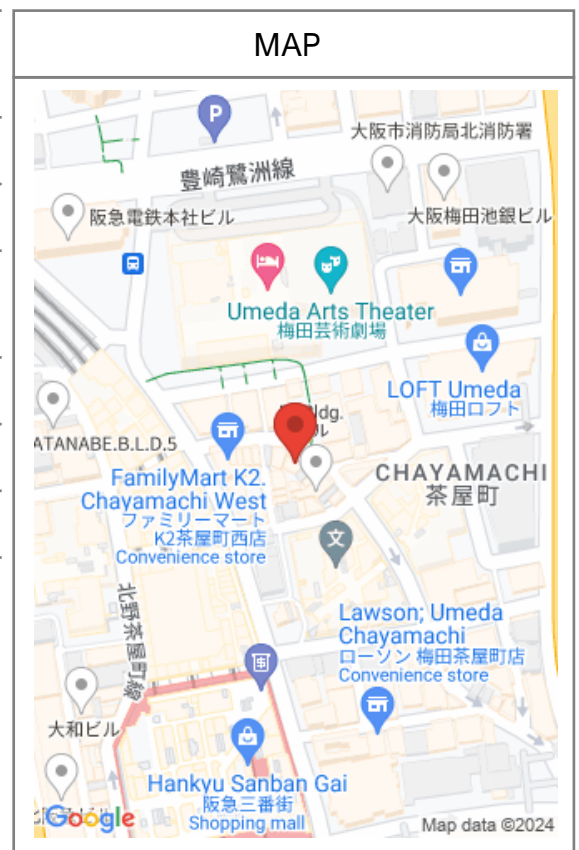 MAP
大阪市消防局北消防署
豊崎鷺洲線
阪急電鉄本社ビル
大阪梅田池銀ビル
P
Umeda Arts Theater
梅田芸術劇場
LOFT Umeda
梅田ロフト
ldg.
ル
ATANABE.B.L.D.5
FamilyMart K2.
Chayamachi West
ファミリーマート
K2茶屋町西店
Convenience store
CHAYAMACHI
茶屋町
文
北野茶屋町線
Lawson; Umeda
Chayamachi
ローソン 梅田茶屋町店
Convenience store
大和ビル
Hankyu Sanban Gai
阪急三番街
Shopping mall
Google
Map data ©2024